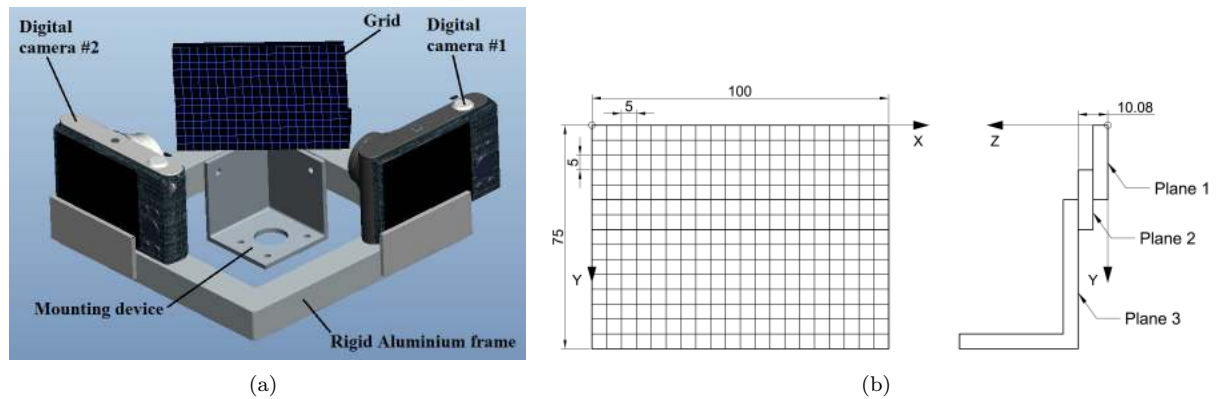 Digital
camera #2
Grid
Digital
camera #1
Mounting device
Rigid Aluminium frame
(a)
100
5
5
75
X
Y
Z
10.08
Plane 1
Plane 2
Y
Plane 3
(b)